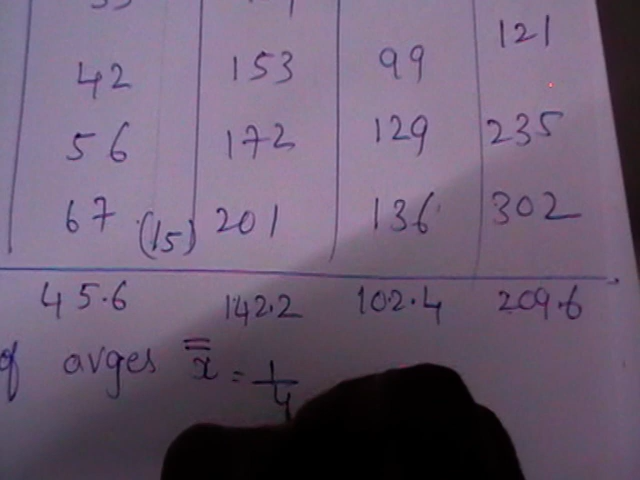 121
42 153 99
56 172 129 235
67 (15) 201 136 302
45.6 142.2 102.4 209.6
of avges x̿ = 1/4